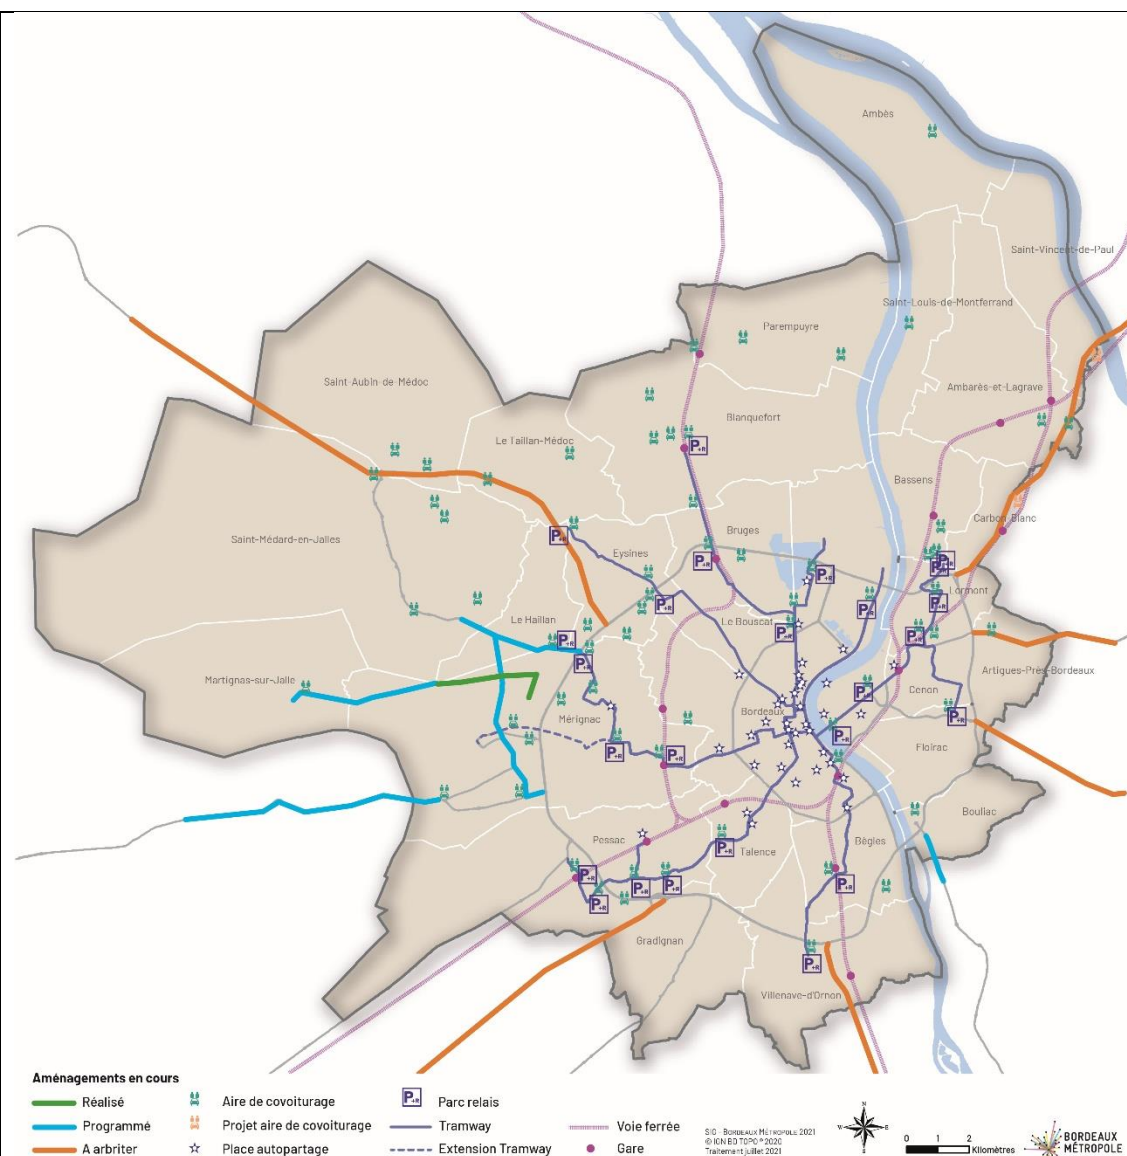 Ambès
Saint-Vincent-de-Paul
Saint-Louis-de-Montferrand
Parempuyre
Saint-Aubin-de-Médoc
Ambarès-et-Lagrave
Blanquefort
Le Taillan-Médoc
P+R
Bassens
Carbon-Blanc
Bruges
Saint-Médard-en-Jalles
P+R
Eysines
P+R
P+R
P+R
P+R
Lormont
P+R
P+R
P+R
Le Haillan
Le Bouscat
P+R
P+R
P+R
P+R
Artigues-Près-Bordeaux
Martignas-sur-Jalle
Cenon
P+R
Bordeaux
Mérignac
P+R
P+R
Floirac
P+R
P+R
Bouliac
Pessac
Bègles
P+R
Talence
P+R
P+R
P+R
P+R
P+R
Gradignan
P+R
Villenave-d'Ornon
Aménagements en cours
Réalisé
Aire de covoiturage
P+R
Parc relais
Programmé
Projet aire de covoiturage
Tramway
Voie ferrée
A arbiter
Place autopartage
Extension Tramway
Gare
SIG - Bordeaux Métropole 2021
© IGN BD TOPO ® 2020
Traitement juillet 2021
N
W
E
S
0 1 2
Kilomètres
BORDEAUX
MÉTROPOLE